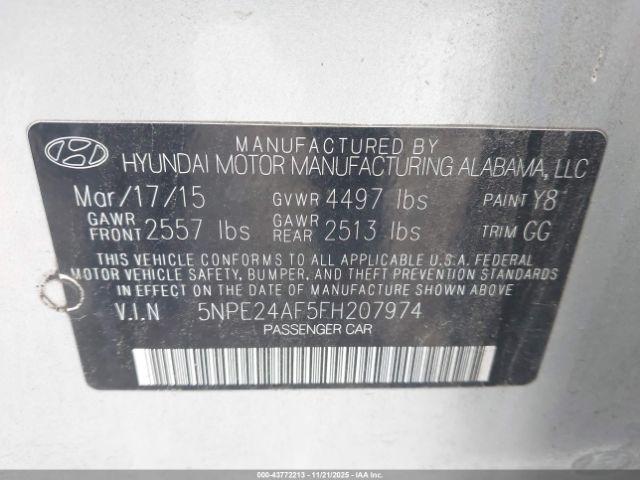 MANUFACTURED BY
HYUNDAI MOTOR MANUFACTURING ALABAMA, LLC
Mar/17/15 GVWR 4497 lbs PAINT Y8
GAWR FRONT 2557 lbs GAWR REAR 2513 lbs TRIM GG
THIS VEHICLE CONFORMS TO ALL APPLICABLE U.S.A. FEDERAL
MOTOR VEHICLE SAFETY, BUMPER, AND THEFT PREVENTION STANDARDS
IN EFFECT ON THE DATE OF MANUFACTURE SHOWN ABOVE.
V.I.N 5NPE24AF5FH207974
PASSENGER CAR
000-43772213 - 11/21/2025 - COPYRIGHT IAA, LLC.